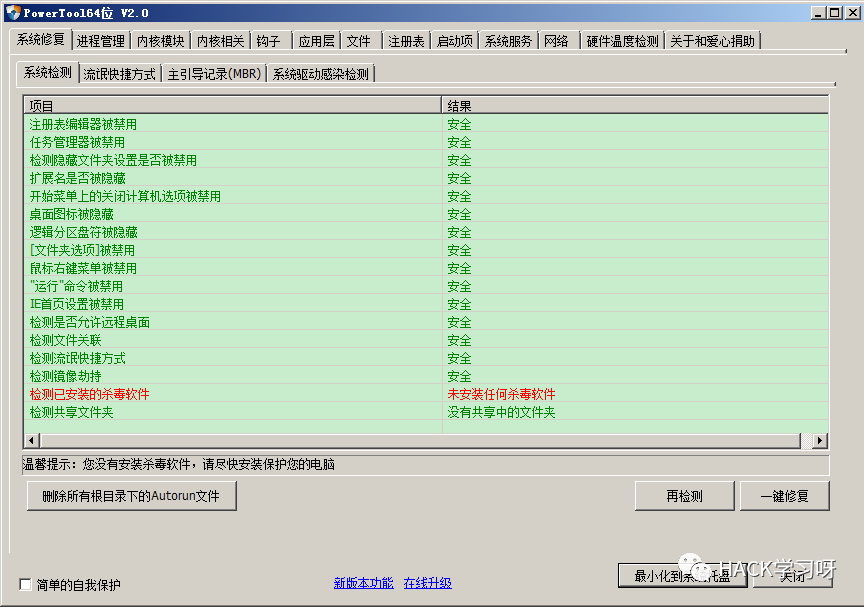 PowerTool64位 V2.0
系统修复 进程管理 内核模块 内核相关 钩子 应用层 文件 注册表 启动项 系统服务 网络 硬件温度检测 关于和爱心捐助
系统检测 流氓快捷方式 主引导记录(MBR) 系统驱动感染检测
项目 结果
注册表编辑器被禁用 安全
任务管理器被禁用 安全
检测隐藏文件夹设置是否被禁用 安全
扩展名是否被隐藏 安全
开始菜单上的关闭计算机选项被禁用 安全
桌面图标被隐藏 安全
逻辑分区盘符被隐藏 安全
[文件夹选项]被禁用 安全
鼠标右键菜单被禁用 安全
"运行"命令被禁用 安全
IE首页设置被禁用 安全
检测是否允许远程桌面 安全
检测文件关联 安全
检测流氓快捷方式 安全
检测镜像劫持 安全
检测已安装的杀毒软件 未安装任何杀毒软件
检测共享文件夹 没有共享中的文件夹
温馨提示：您没有安装杀毒软件，请尽快安装保护您的电脑
删除所有根目录下的Autorun文件 再检测 一键修复
简单的自我保护 新版本功能 在线升级 最小化到系统托盘 关闭
HACK学习呀